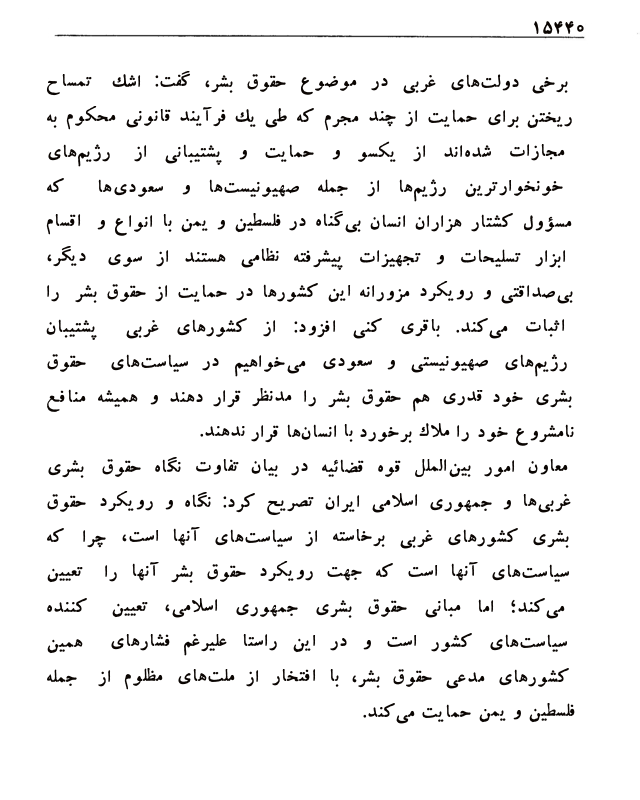 ۱۵۴۴۰
برخی دولت‌های غربی در موضوع حقوق بشر، گفت: اشك تمساح
ریختن برای حمایت از چند مجرم که طی یك فرآیند قانونی محکوم به
مجازات شده‌اند از یکسو و حمایت و پشتیبانی از رژیم‌های
خونخوارترین رژیم‌ها از جمله صهیونیست‌ها و سعودی‌ها که
مسؤول کشتار هزاران انسان بی‌گناه در فلسطین و یمن با انواع و اقسام
ابزار تسلیحات و تجهیزات پیشرفته نظامی هستند از سوی دیگر،
بی‌صداقتی و رویکرد مزورانه این کشورها در حمایت از حقوق بشر را
اثبات می‌کند. باقری کنی افزود: از کشورهای غربی پشتیبان
رژیم‌های صهیونیستی و سعودی می‌خواهیم در سیاست‌های حقوق
بشری خود قدری هم حقوق بشر را مدنظر قرار دهند و همیشه منافع
نامشروع خود را ملاك برخورد با انسان‌ها قرار ندهند.
معاون امور بین‌الملل قوه قضائیه در بیان تفاوت نگاه حقوق بشری
غربی‌ها و جمهوری اسلامی ایران تصریح کرد: نگاه و رویکرد حقوق
بشری کشورهای غربی برخاسته از سیاست‌های آنها است، چرا که
سیاست‌های آنها است که جهت رویکرد حقوق بشر آنها را تعیین
می‌کند؛ اما مبانی حقوق بشری جمهوری اسلامی، تعیین کننده
سیاست‌های کشور است و در این راستا علیرغم فشارهای همین
کشورهای مدعی حقوق بشر، با افتخار از ملت‌های مظلوم از جمله
فلسطین و یمن حمایت می‌کند.